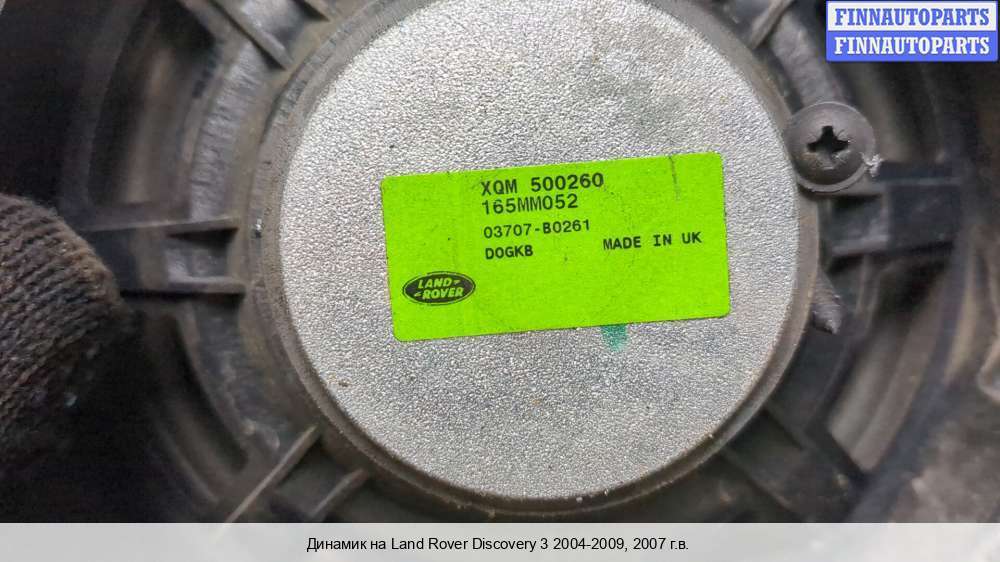 FINNAUTOPARTS
FINNAUTOPARTS
XQM 500260
165MM052
03707-B0261
D0GKB MADE IN UK
LAND
ROVER
Динамик на Land Rover Discovery 3 2004-2009, 2007 г.в.